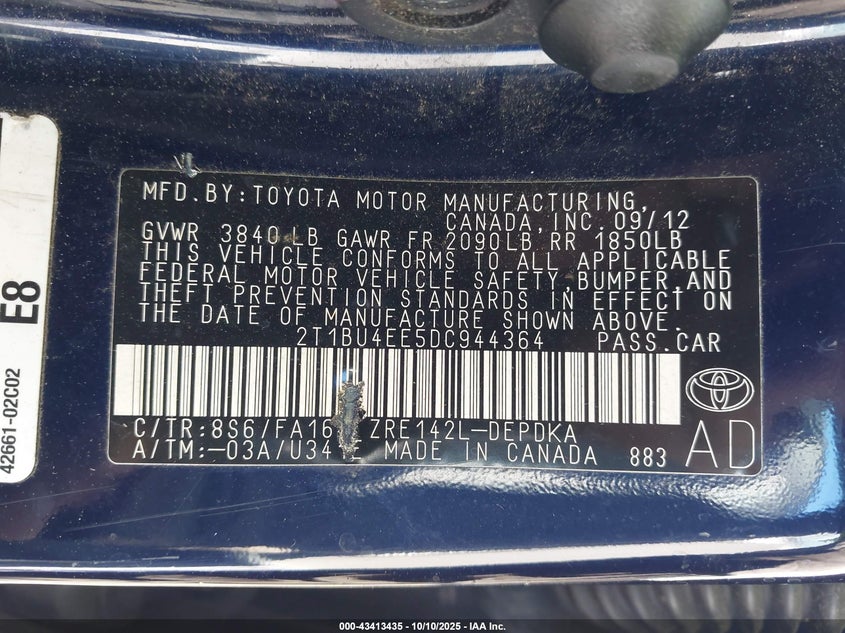 MFD.BY:TOYOTA MOTOR MANUFACTURING,
CANADA,INC. 09/12
GVWR 3840 LB GAWR FR 2090LB RR 1850LB
THIS VEHICLE CONFORMS TO ALL APPLICABLE
FEDERAL MOTOR VEHICLE SAFETY,BUMPER,AND
THEFT PREVENTION STANDARDS IN EFFECT ON
THE DATE OF MANUFACTURE SHOWN ABOVE.
2T1BU4EE5DC944364 PASS.CAR
C/TR:8S6/FA16 ZRE142L-DEPDKA
A/TM:-03A/U34 MADE IN CANADA 883
AD
42661-02C02
E8
000-43413435 - 10/10/2025 - IAA Inc.